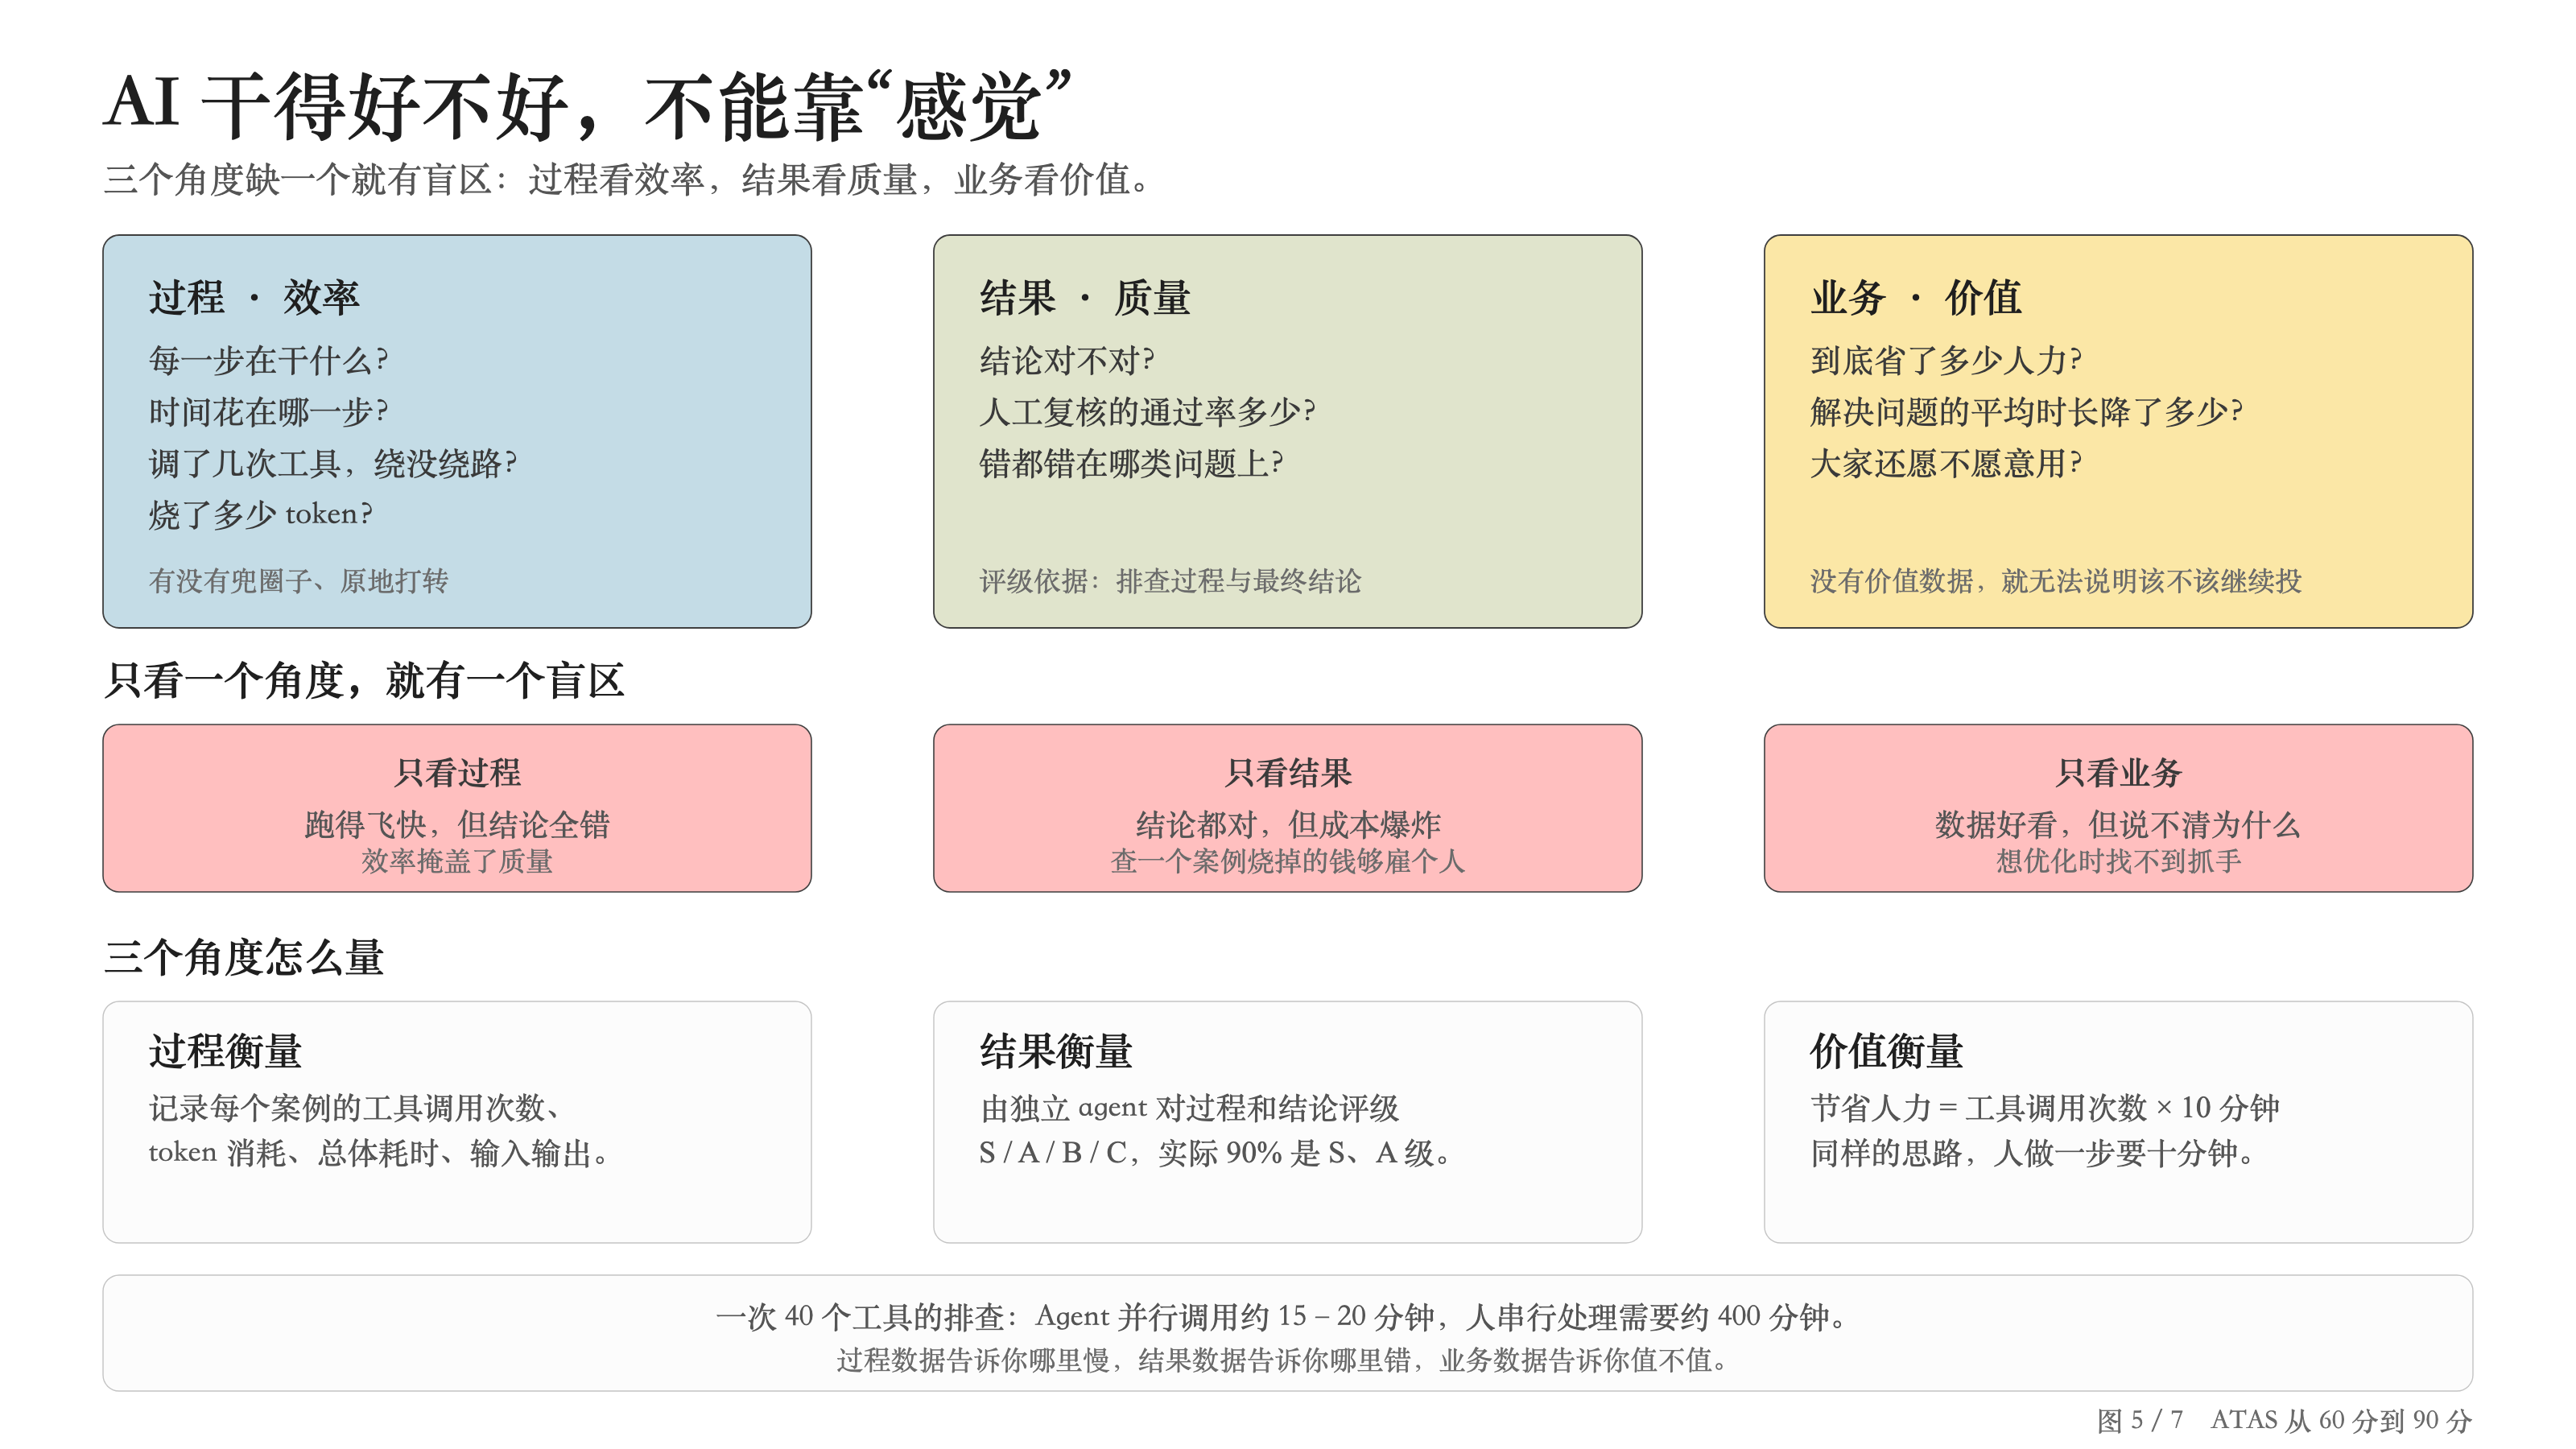 AI 干得好不好，不能靠“感觉”
三个角度缺一个就有盲区：过程看效率，结果看质量，业务看价值。
过程 · 效率
每一步在干什么？
时间花在哪一步？
调了几次工具，绕没绕路？
烧了多少 token？
有没有兜圈子、原地打转
结果 · 质量
结论对不对？
人工复核的通过率多少？
错都错在哪类问题上？
评级依据：排查过程与最终结论
业务 · 价值
到底省了多少人力？
解决问题的平均时长降了多少？
大家还愿不愿意用？
没有价值数据，就无法说明该不该继续投
只看一个角度，就有一个盲区
只看过程
跑得飞快，但结论全错
效率掩盖了质量
只看结果
结论都对，但成本爆炸
查一个案例烧掉的钱够雇个人
只看业务
数据好看，但说不清为什么
想优化时找不到抓手
三个角度怎么量
过程衡量
记录每个案例的工具调用次数、
token 消耗、总体耗时、输入输出。
结果衡量
由独立 agent 对过程和结论评级
S / A / B / C，实际 90% 是 S、A 级。
价值衡量
节省人力 = 工具调用次数 × 10 分钟
同样的思路，人做一步要十分钟。
一次 40 个工具的排查：Agent 并行调用约 15 – 20 分钟，人串行处理需要约 400 分钟。
过程数据告诉你哪里慢，结果数据告诉你哪里错，业务数据告诉你值不值。
图 5 / 7 ATAS 从 60 分到 90 分